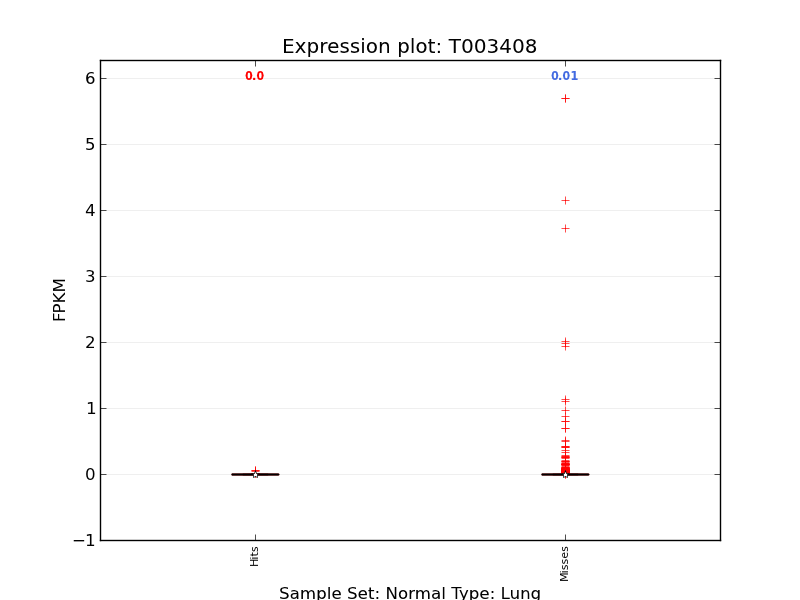 Expression plot: T003408
0.0
0.01
6
5
4
3
2
1
0
−1
FPKM
Hits
Misses
Sample Set: Normal Type: Lung